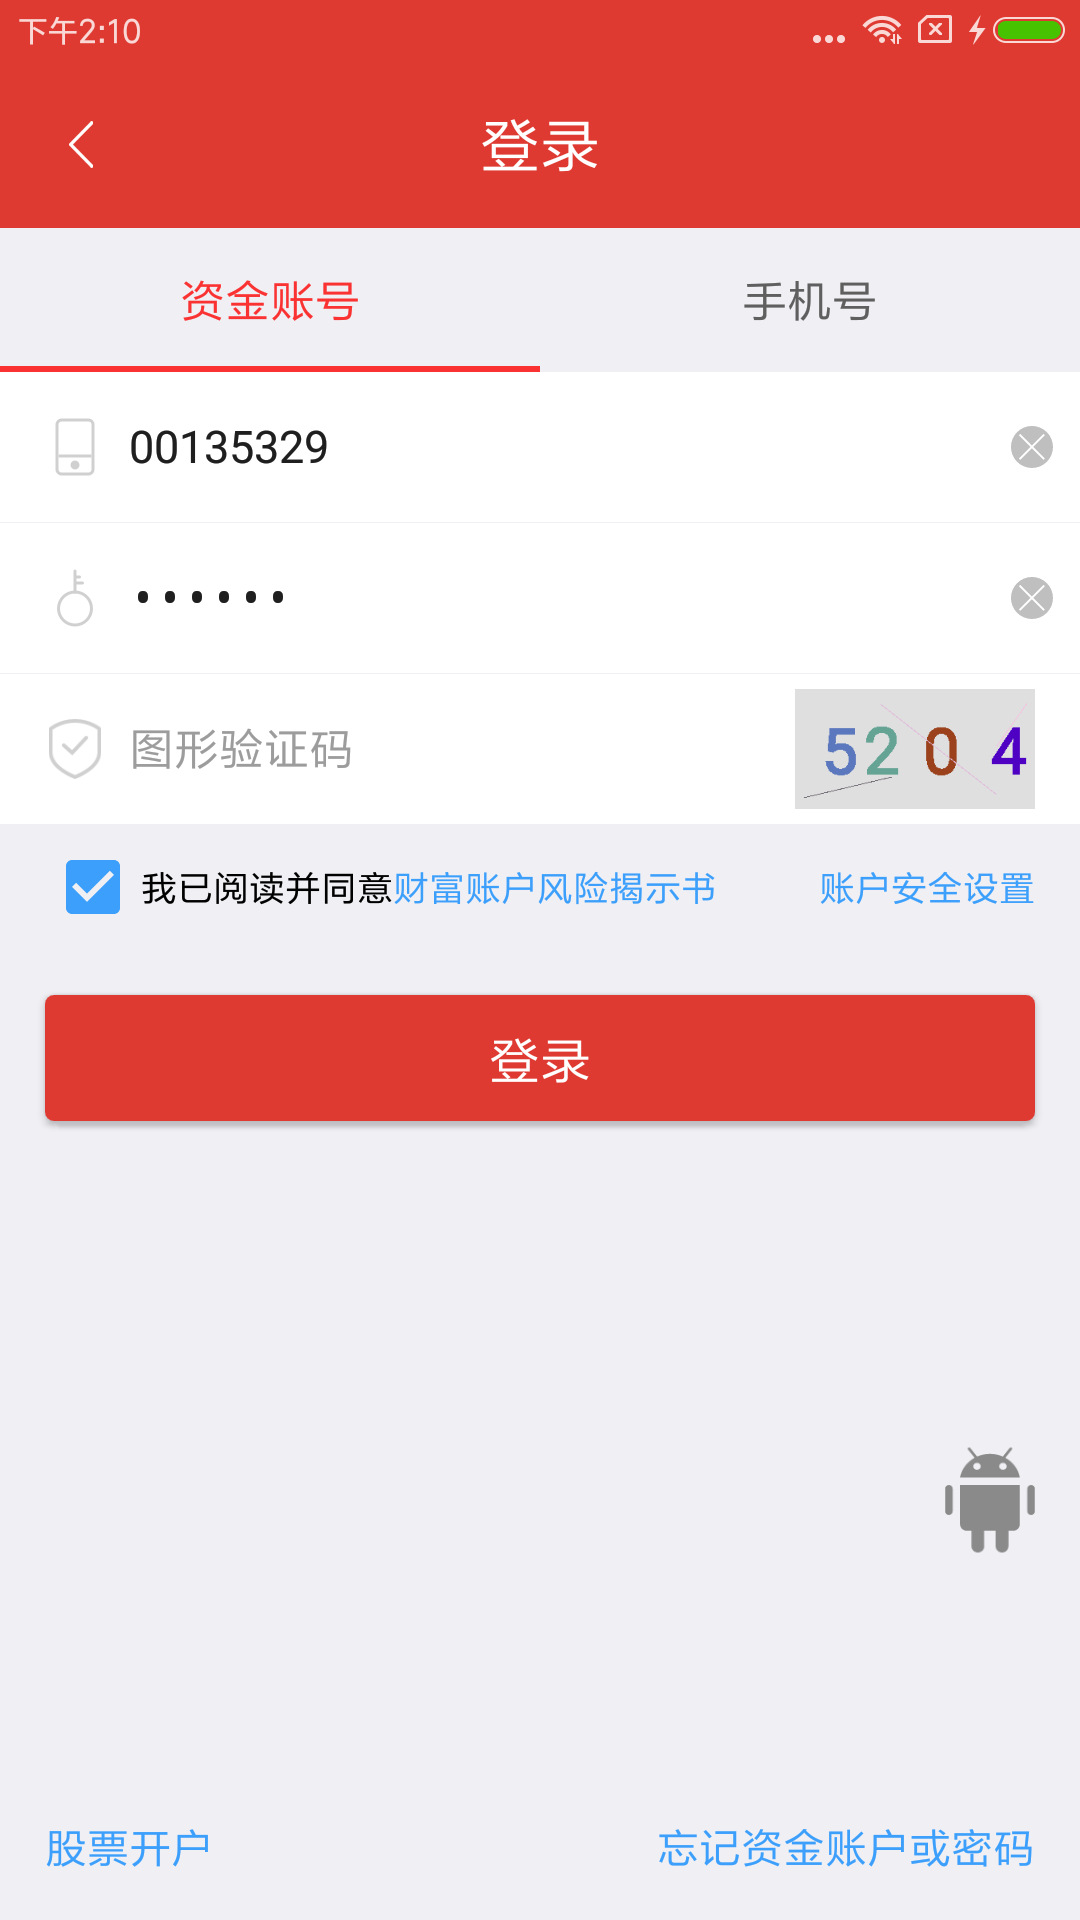 下午2:10
登录
资金账号 手机号
00135329
••••••
图形验证码 5204
我已阅读并同意财富账户风险揭示书 账户安全设置
登录
股票开户 忘记资金账户或密码